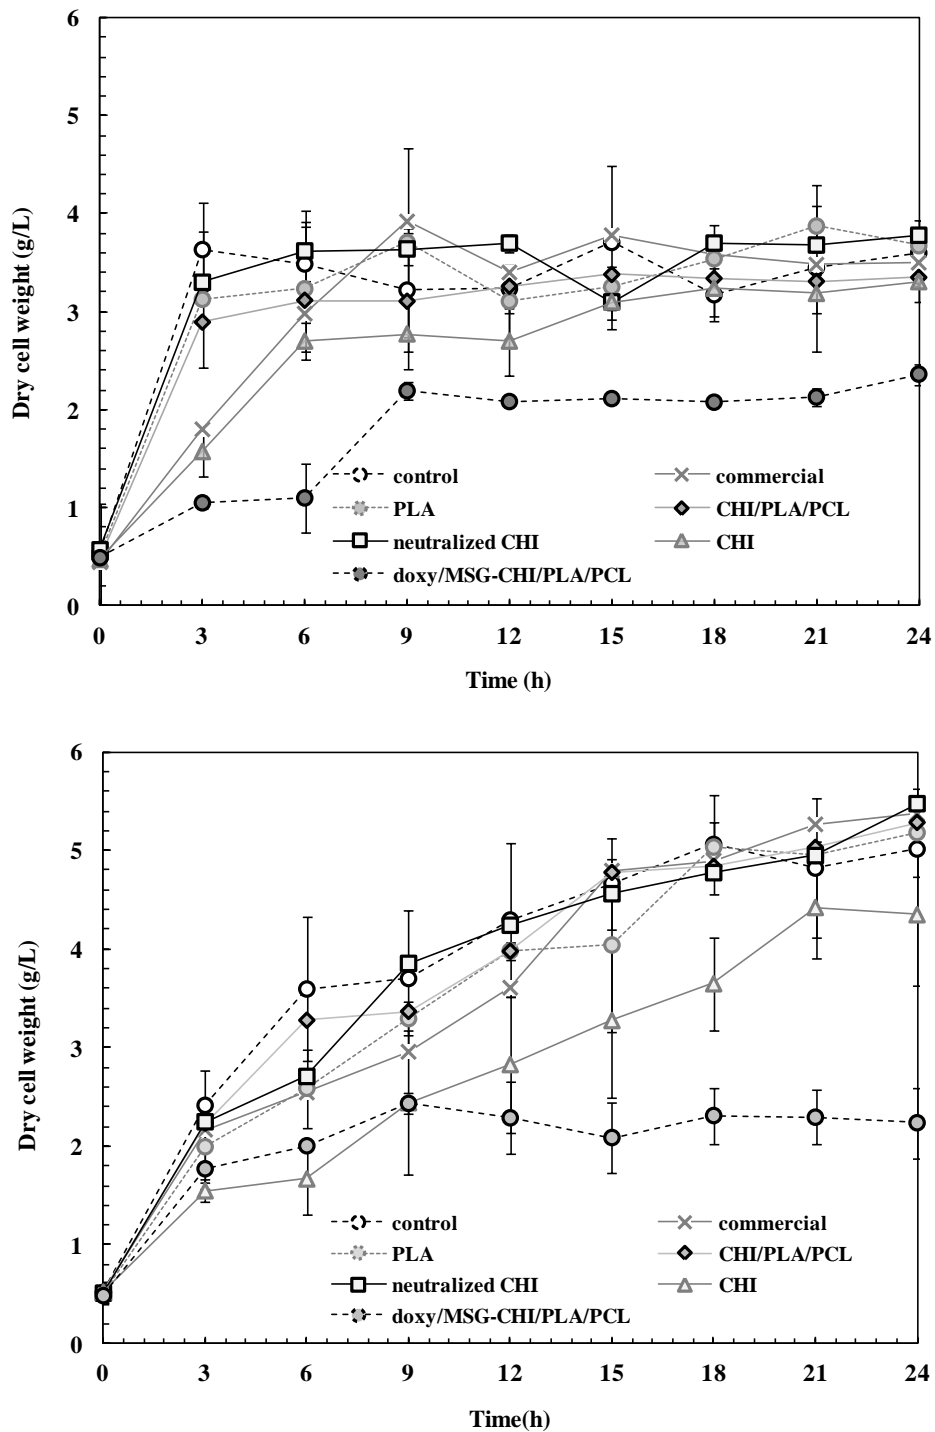 6
5
4
3
2
1
0
Dry cell weight (g/L)
control commercial
PLA CHI/PLA/PCL
neutralized CHI CHI
doxy/MSG-CHI/PLA/PCL
0 3 6 9 12 15 18 21 24
Time (h)
6
5
4
3
2
1
0
Dry cell weight (g/L)
control commercial
PLA CHI/PLA/PCL
neutralized CHI CHI
doxy/MSG-CHI/PLA/PCL
0 3 6 9 12 15 18 21 24
Time(h)